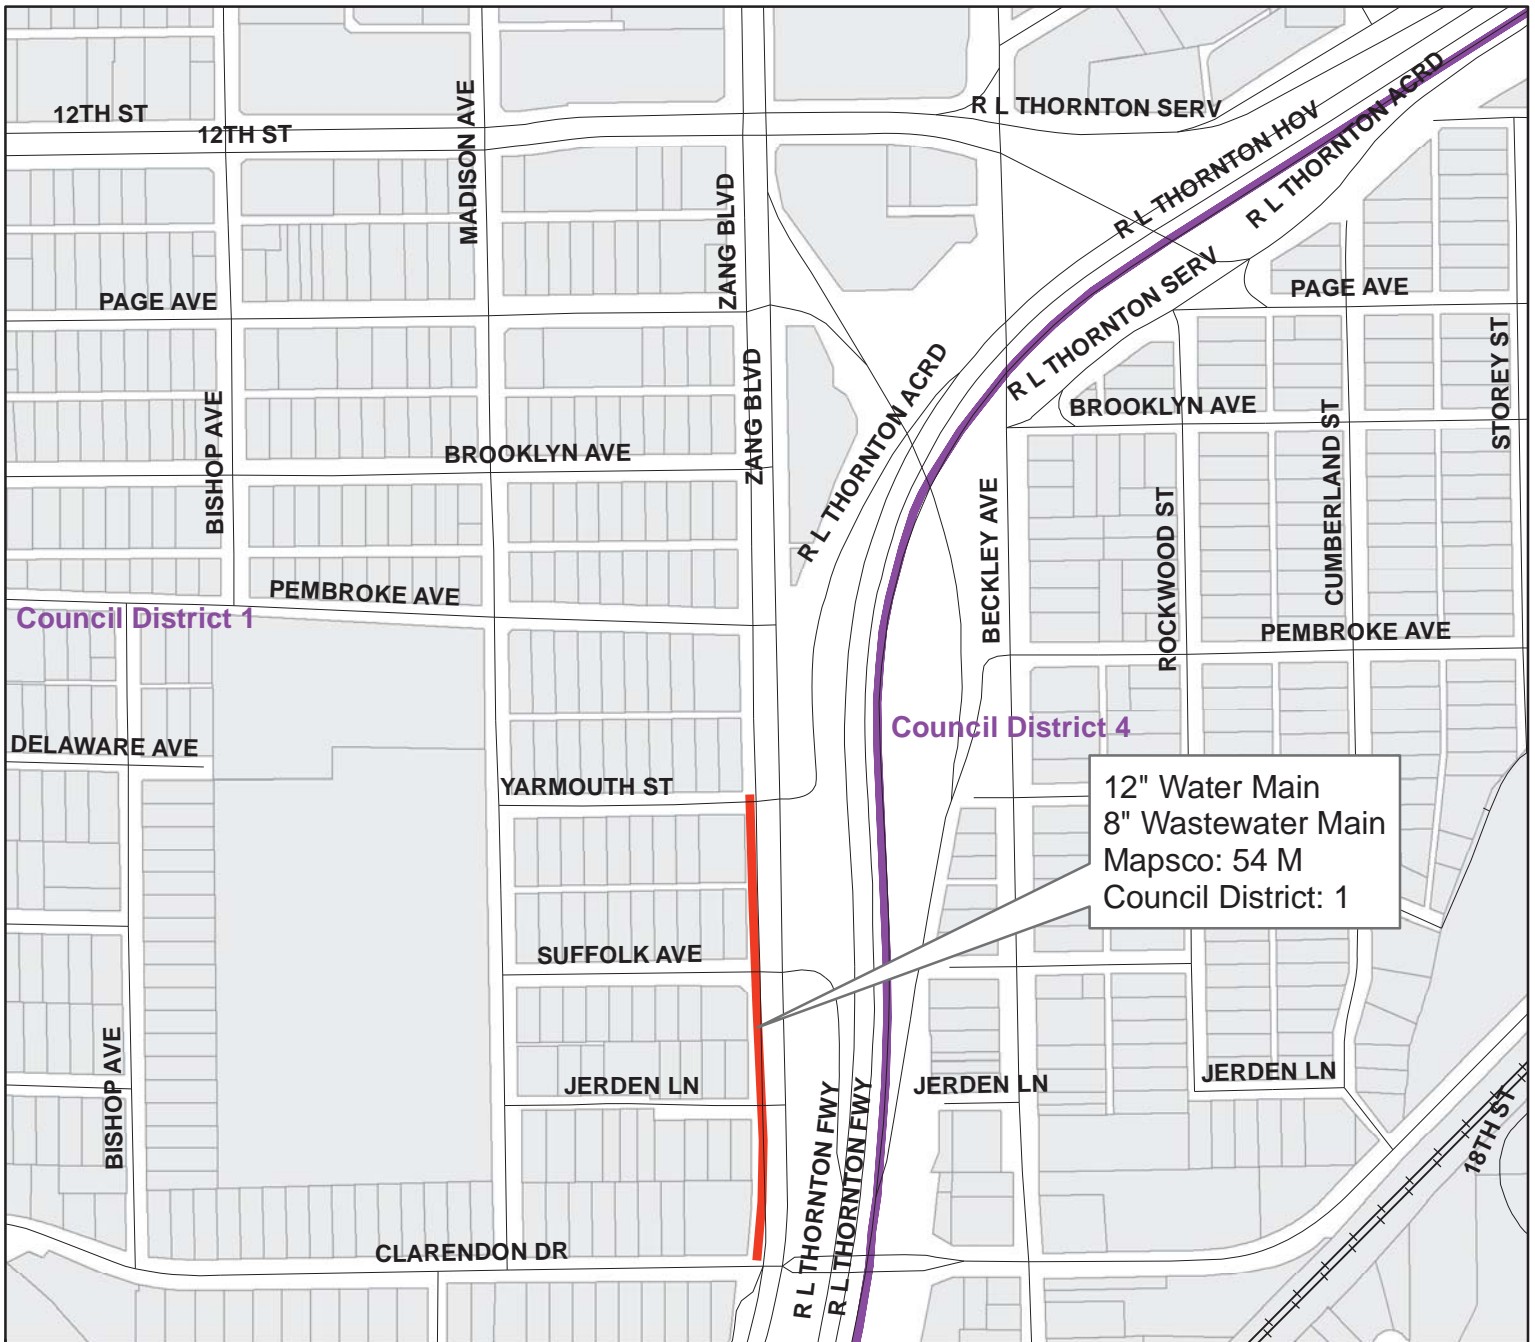 12TH ST
12TH ST
MADISON AVE
R L THORNTON SERV
R L THORNTON HOV
R L THORNTON ACRD
ZANG BLVD
PAGE AVE
R L THORNTON SERV
PAGE AVE
STOREY ST
BISHOP AVE
ZANG BLVD
R L THORNTON ACRD
BROOKLYN AVE
BROOKLYN AVE
CUMBERLAND ST
BECKLEY AVE
ROCKWOOD ST
PEMBROKE AVE
Council District 1
PEMBROKE AVE
DELAWARE AVE
Council District 4
YARMOUTH ST
12" Water Main
8" Wastewater Main
Mapsco: 54 M
Council District: 1
SUFFOLK AVE
BISHOP AVE
JERDEN LN
JERDEN LN
JERDEN LN
18TH ST
R L THORNTON FWY
R L THORNTON FWY
CLARENDON DR